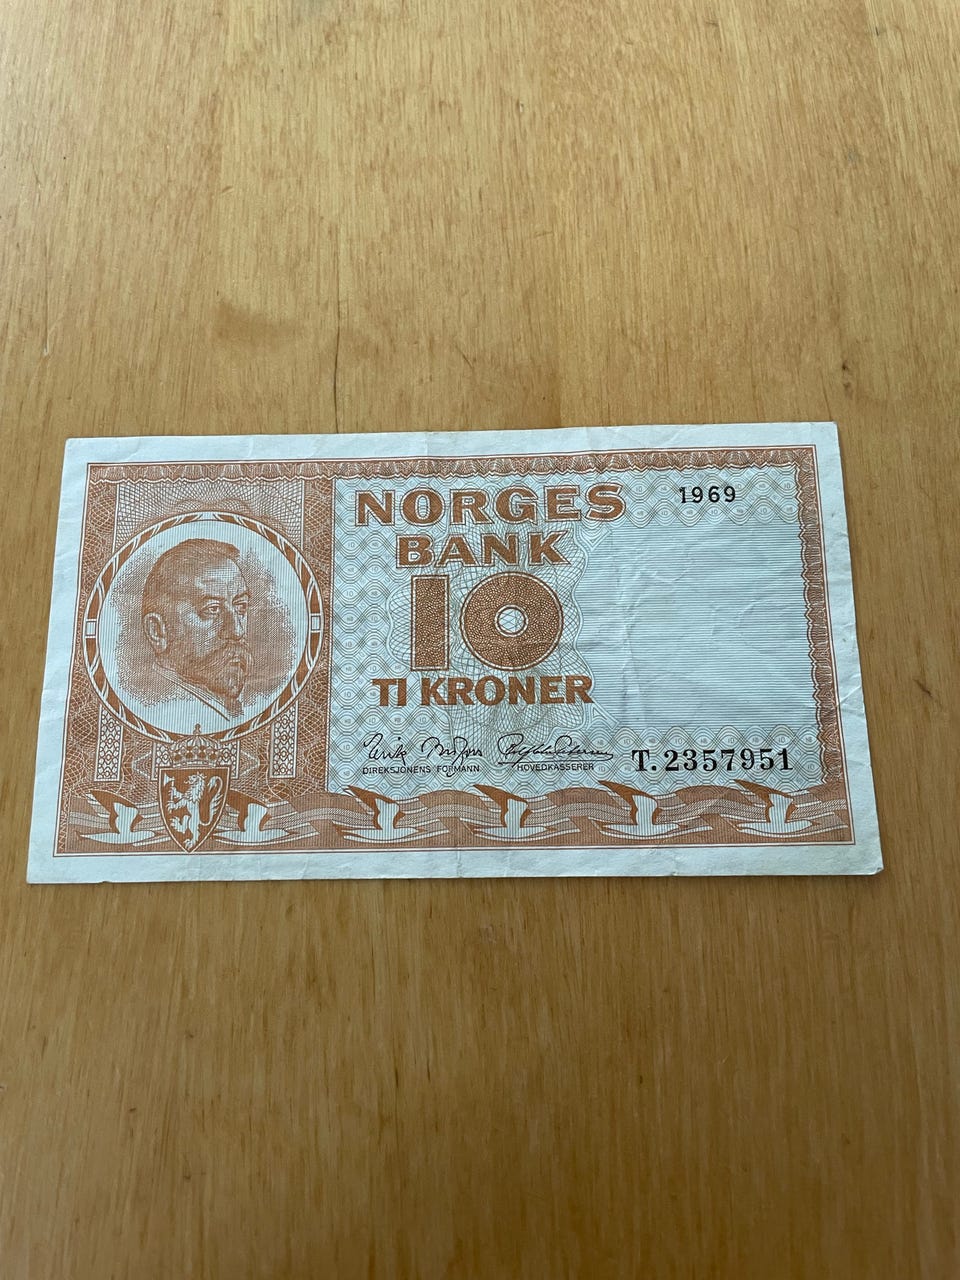 NORGES
1969
BANK
10
TI KRONER
DIREKSJONENS FORMANN
HOVEDKASSERER
T.2357951